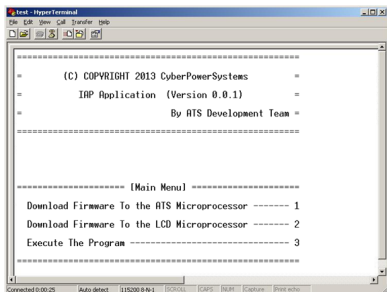 test - HyperTerminal
File Edit View Call Transfer Help
=============================================
= (C) COPYRIGHT 2013 CyberPowerSystems =
= IAP Application (Version 0.0.1) =
= By ATS Development Team =
=============================================
==================== [Main Menu] ====================
Download Firmware To the ATS Microprocessor ------- 1
Download Firmware To the LCD Microprocessor ------- 2
Execute The Program ------------------------------- 3
=============================================
Connected 0:00:25 Auto detect 115200 8-N-1 SCROLL CAPS NUM Capture Print echo